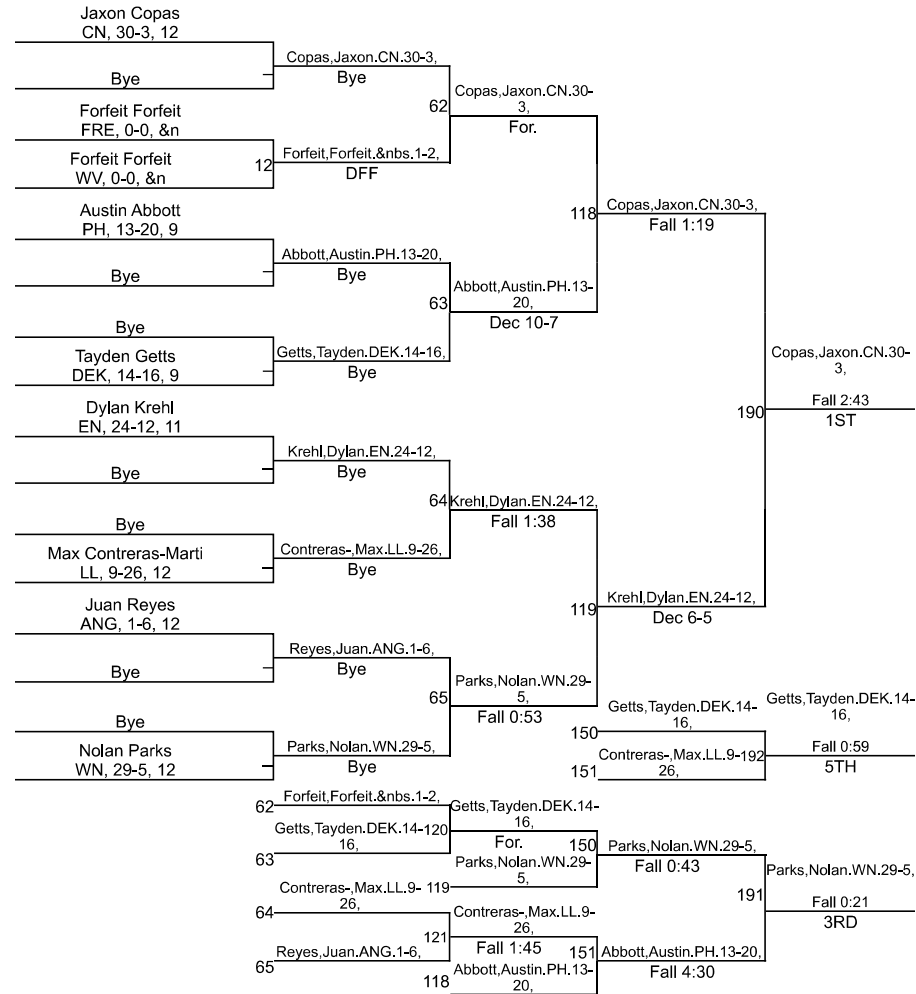 Jaxon Copas
CN, 30-3, 12
Copas,Jaxon.CN.30-3,
Bye
Bye
62
Copas,Jaxon.CN.30-
3,
For.
Forfeit Forfeit
FRE, 0-0, &n
Forfeit Forfeit
WV, 0-0, &n
12
Forfeit,Forfeit.&nbs.1-2,
DFF
118
Copas,Jaxon.CN.30-3,
Fall 1:19
Austin Abbott
PH, 13-20, 9
Abbott,Austin.PH.13-20,
Bye
Bye
63
Abbott,Austin.PH.13-
20,
Dec 10-7
Bye
Tayden Getts
DEK, 14-16, 9
Getts,Tayden.DEK.14-16,
Bye
190
Copas,Jaxon.CN.30-
3,
Fall 2:43
1ST
Dylan Krehl
EN, 24-12, 11
Krehl,Dylan.EN.24-12,
Bye
Bye
64
Krehl,Dylan.EN.24-12,
Fall 1:38
Bye
Max Contreras-Marti
LL, 9-26, 12
Contreras-,Max.LL.9-26,
Bye
119
Krehl,Dylan.EN.24-12,
Dec 6-5
Juan Reyes
ANG, 1-6, 12
Reyes,Juan.ANG.1-6,
Bye
Bye
65
Parks,Nolan.WN.29-
5,
Fall 0:53
Bye
Nolan Parks
WN, 29-5, 12
Parks,Nolan.WN.29-5,
Bye
150
Getts,Tayden.DEK.14-
16,
151
Contreras-,Max.LL.9-
26,
192
Getts,Tayden.DEK.14-
16,
Fall 0:59
5TH
62
Forfeit,Forfeit.&nbs.1-2,
63
Getts,Tayden.DEK.14-
16,
120
Getts,Tayden.DEK.14-
16,
For.
119
Parks,Nolan.WN.29-
5,
150
Parks,Nolan.WN.29-5,
Fall 0:43
64
Contreras-,Max.LL.9-
26,
65
Reyes,Juan.ANG.1-6,
121
Contreras-,Max.LL.9-
26,
Fall 1:45
118
Abbott,Austin.PH.13-
20,
151
Abbott,Austin.PH.13-20,
Fall 4:30
191
Parks,Nolan.WN.29-5,
Fall 0:21
3RD